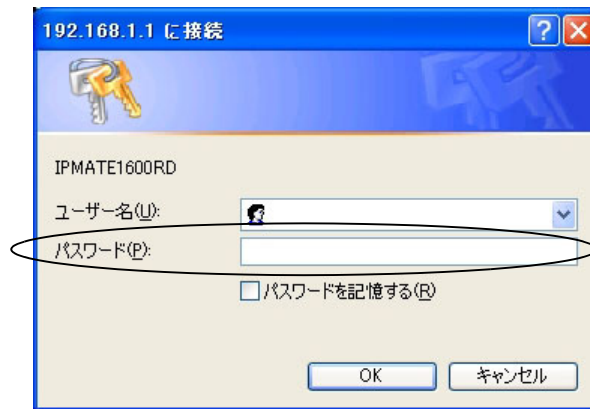 192.168.1.1 に接続
IPMATE1600RD
ユーザー名(U):
パスワード(P):
パスワードを記憶する(R)
OK キャンセル